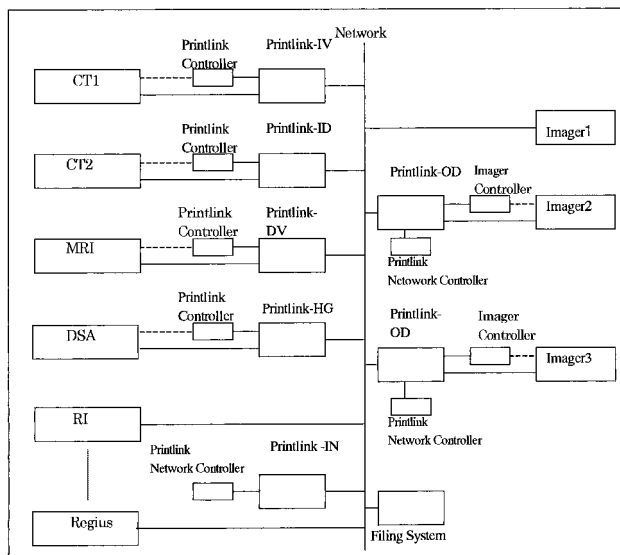 Network
Printlink
Controller
Printlink-IV
CT1
Imager1
Printlink
Controller
Printlink-ID
CT2
Printlink-OD
Imager
Controller
Imager2
Printlink
Netowork Controller
Printlink
Controller
Printlink-
DV
MRI
Printlink
Controller
Printlink-HG
DSA
Printlink-
OD
Imager
Controller
Imager3
Printlink
Network Controller
RI
Printlink
Network Controller
Printlink -IN
Regius
Filing System